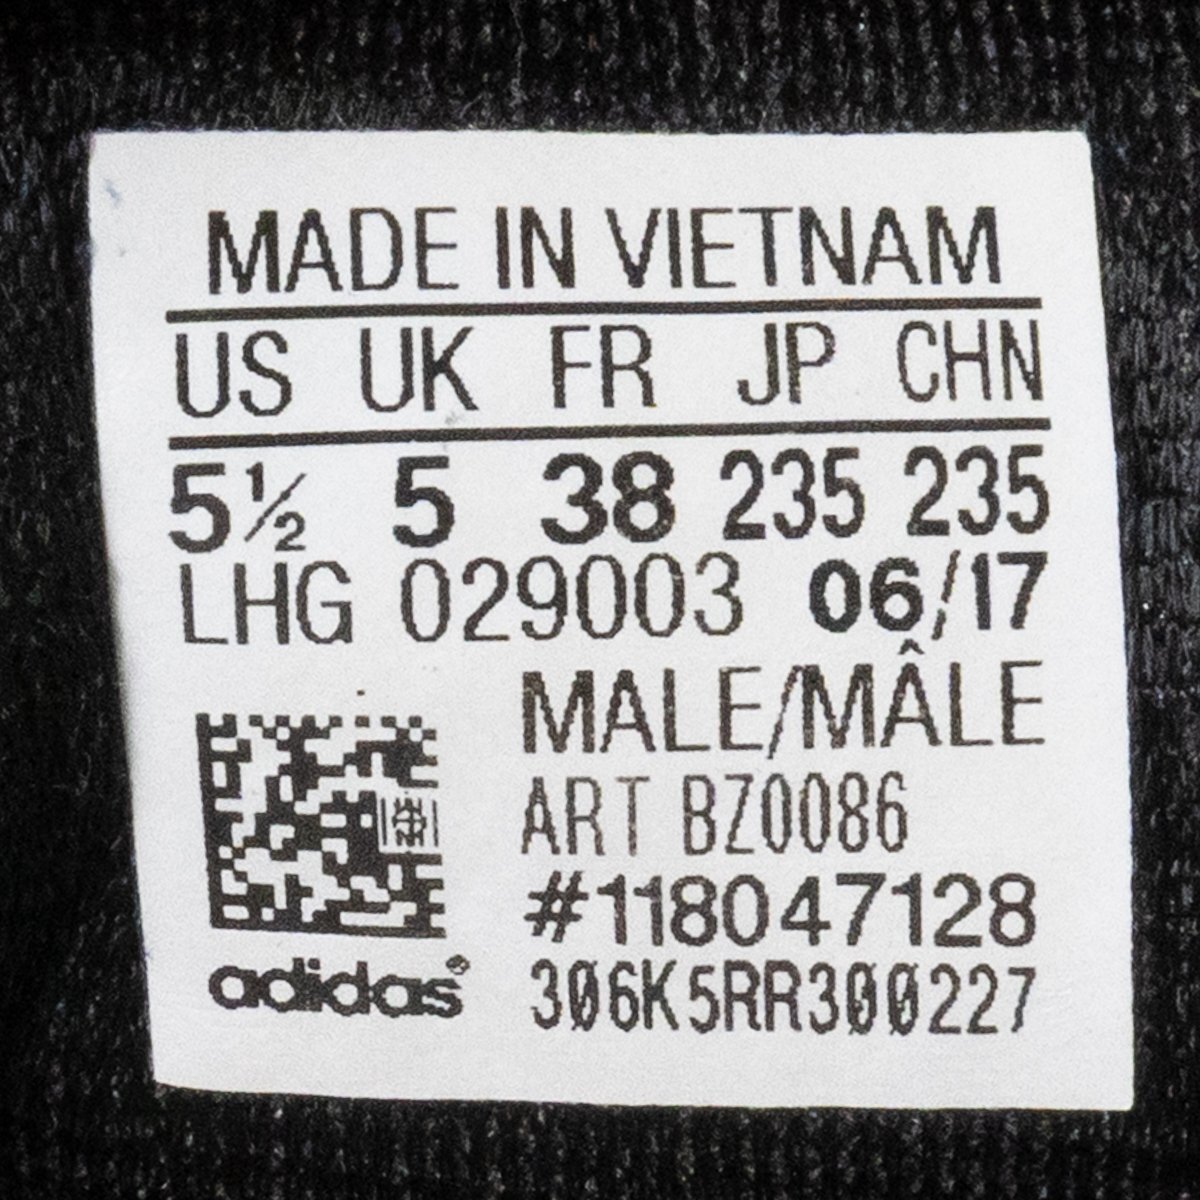 MADE IN VIETNAM
US UK FR JP CHN
5½ 5 38 235 235
LHG 029003 06/17
MALE/MÂLE
ART BZ0086
#118047128
adidas® 306K5RR300227